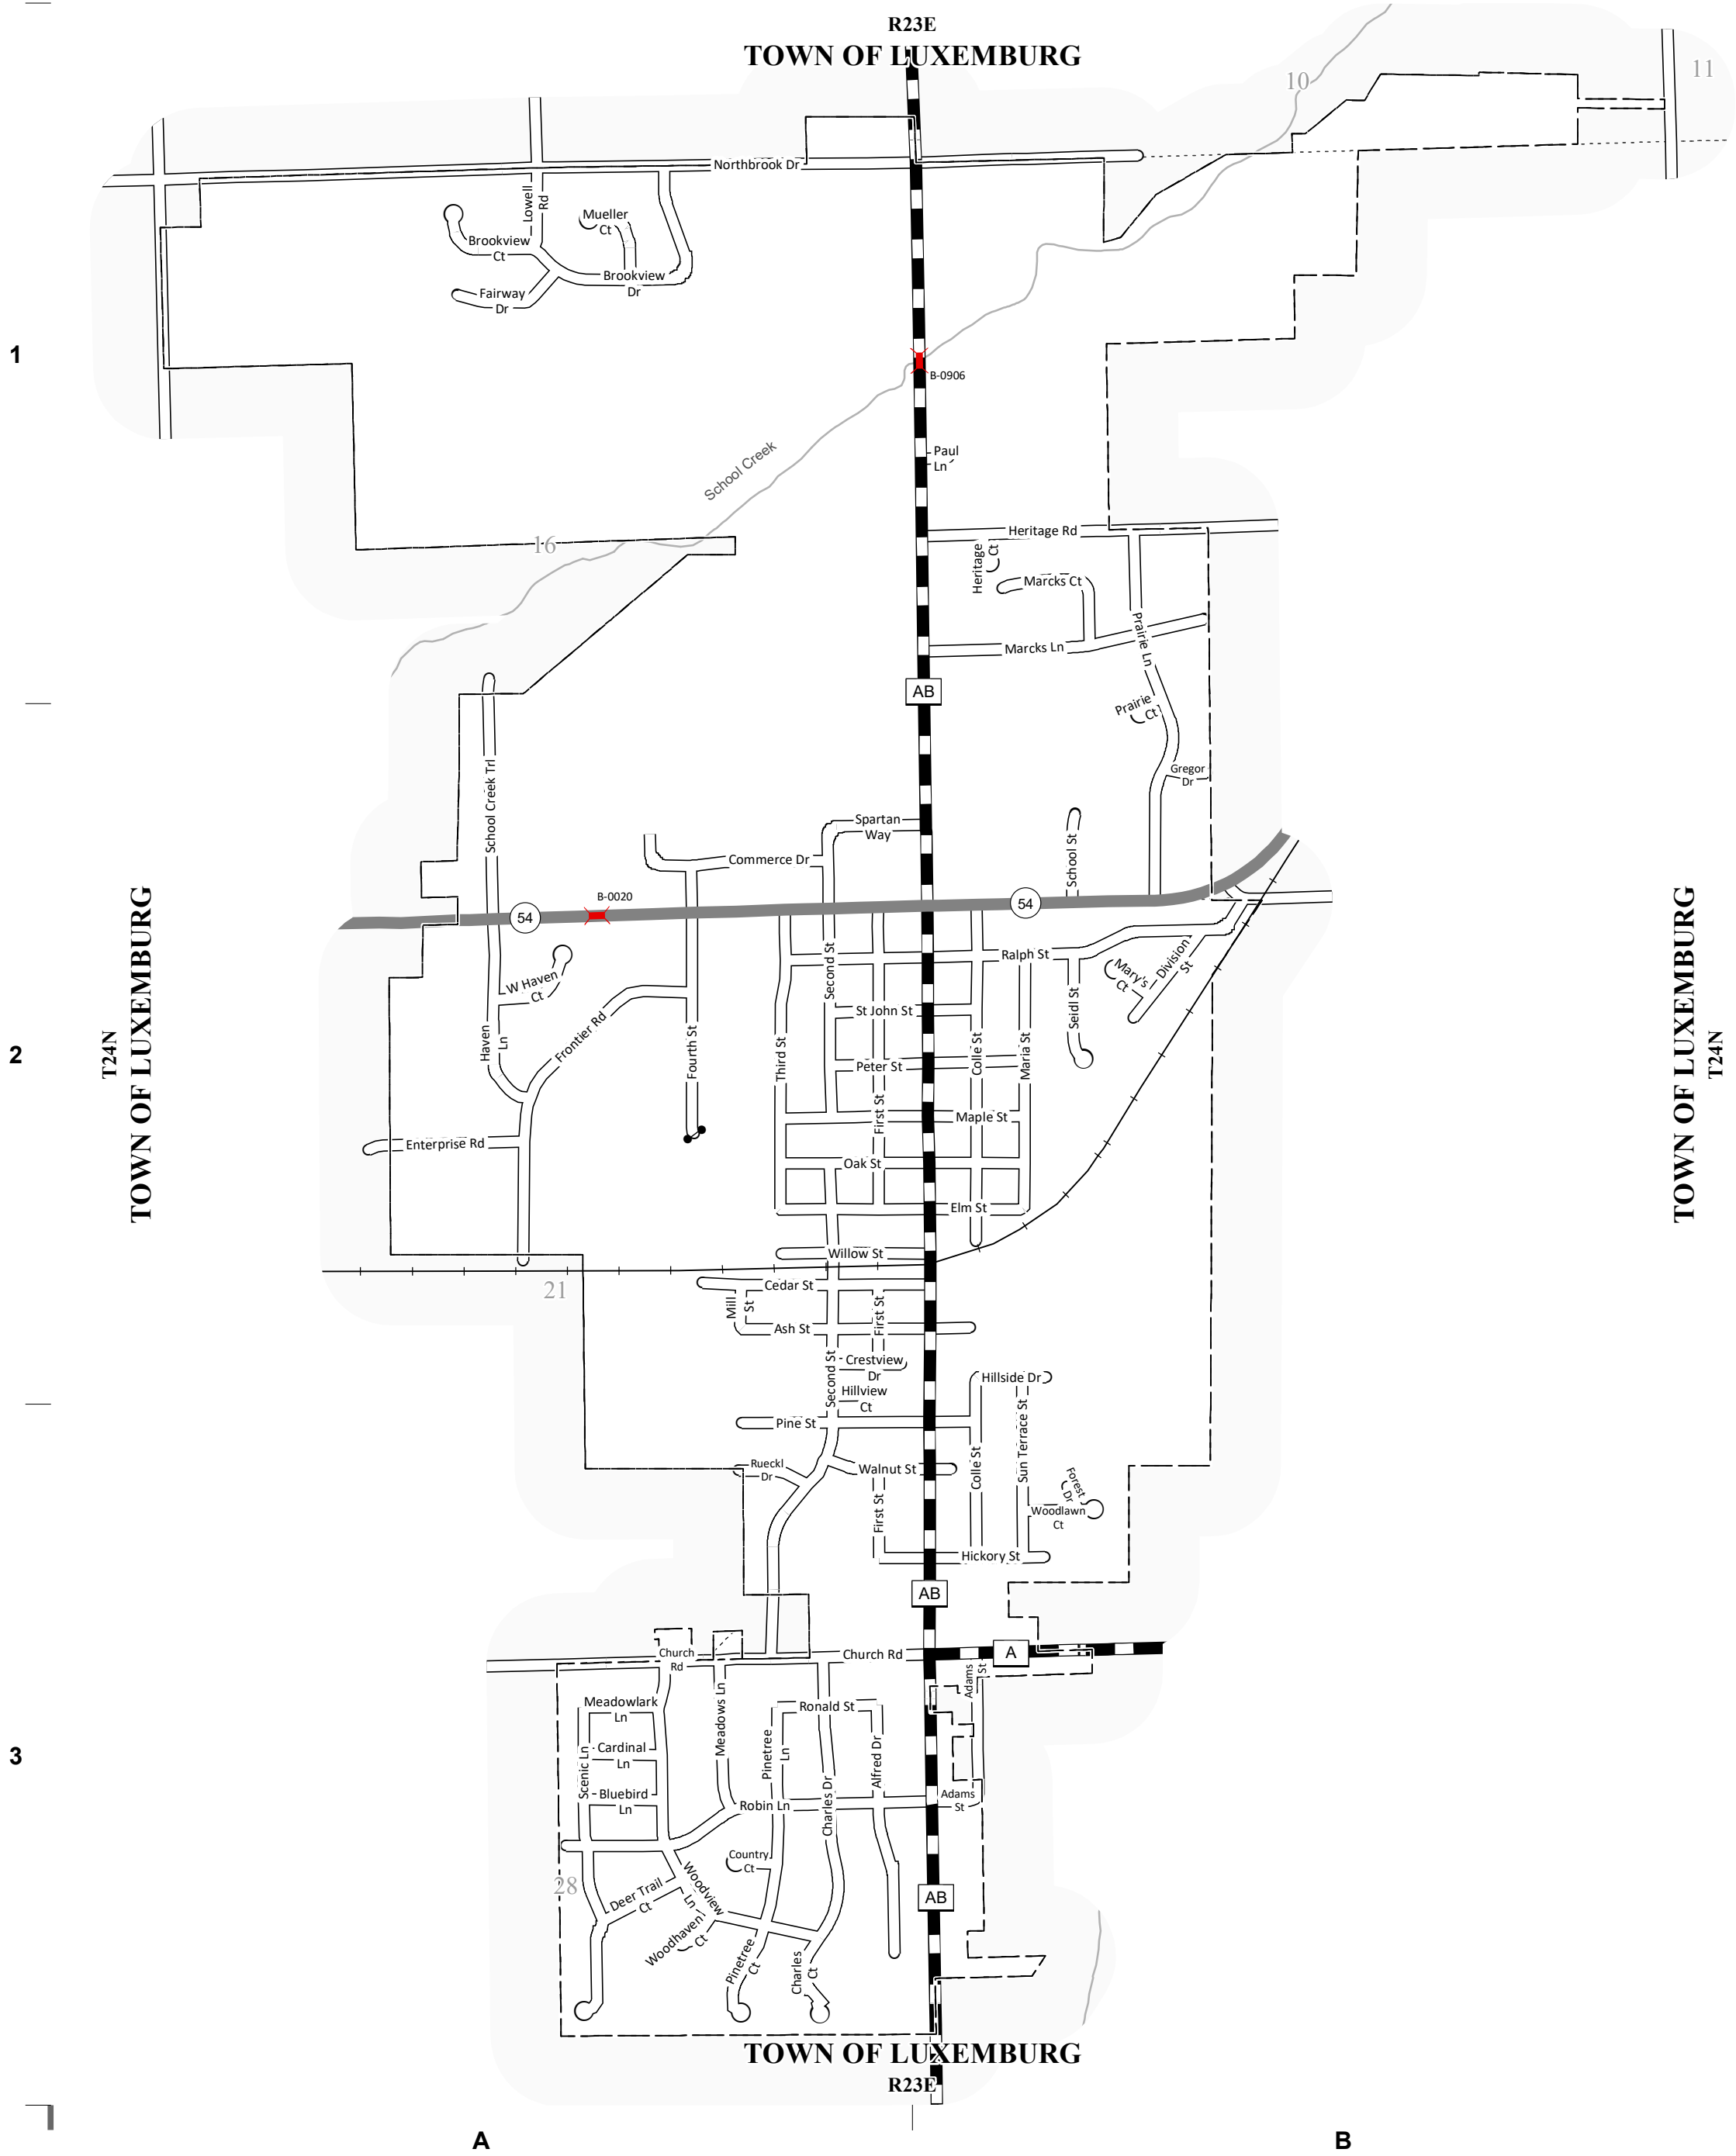 R23E
TOWN OF LUXEMBURG
10
11
Northbrook Dr
Lowell
Rd
Mueller
Ct
Brookview
Ct
Brookview
Dr
Fairway
Dr
1
B-0906
School Creek
Paul
Ln
16
Heritage Rd
Heritage
Ct
Marcks Ct
Marcks Ln
Prairie Ln
AB
Prairie
Ct
Gregor
Dr
School Creek Trl
Spartan
Way
Commerce Dr
School St
B-0020
54
54
Second St
Ralph St
Mary's
Ct
Division
St
W Haven
Ct
St John St
Seidl St
Haven
Ln
Frontier Rd
Fourth St
Third St
Colle St
Maria St
2
T24N
TOWN OF LUXEMBURG
TOWN OF LUXEMBURG
T24N
Peter St
First St
Maple St
Enterprise Rd
Oak St
Elm St
Willow St
21
Cedar St
Mill
St
First St
Ash St
Second St
Crestview
Dr
Hillview
Ct
Hillside Dr
Pine St
Sun Terrace St
Colle St
Rueckl
Dr
Walnut St
First St
Forest
Dr
Woodlawn
Ct
Hickory St
AB
Church
Rd
Church Rd
A
Adams
St
Meadowlark
Ln
Meadows Ln
Ronald St
Pinetree
Ln
Alfred Dr
3
Cardinal
Ln
Scenic Ln
Bluebird
Ln
Robin Ln
Charles Dr
Adams
St
Country
Ct
28
Deer Trail
Ct
Woodview
Ln
AB
Woodhaven
Ct
Pinetree
Ct
Charles
Ct
TOWN OF LUXEMBURG
R23E
A
B